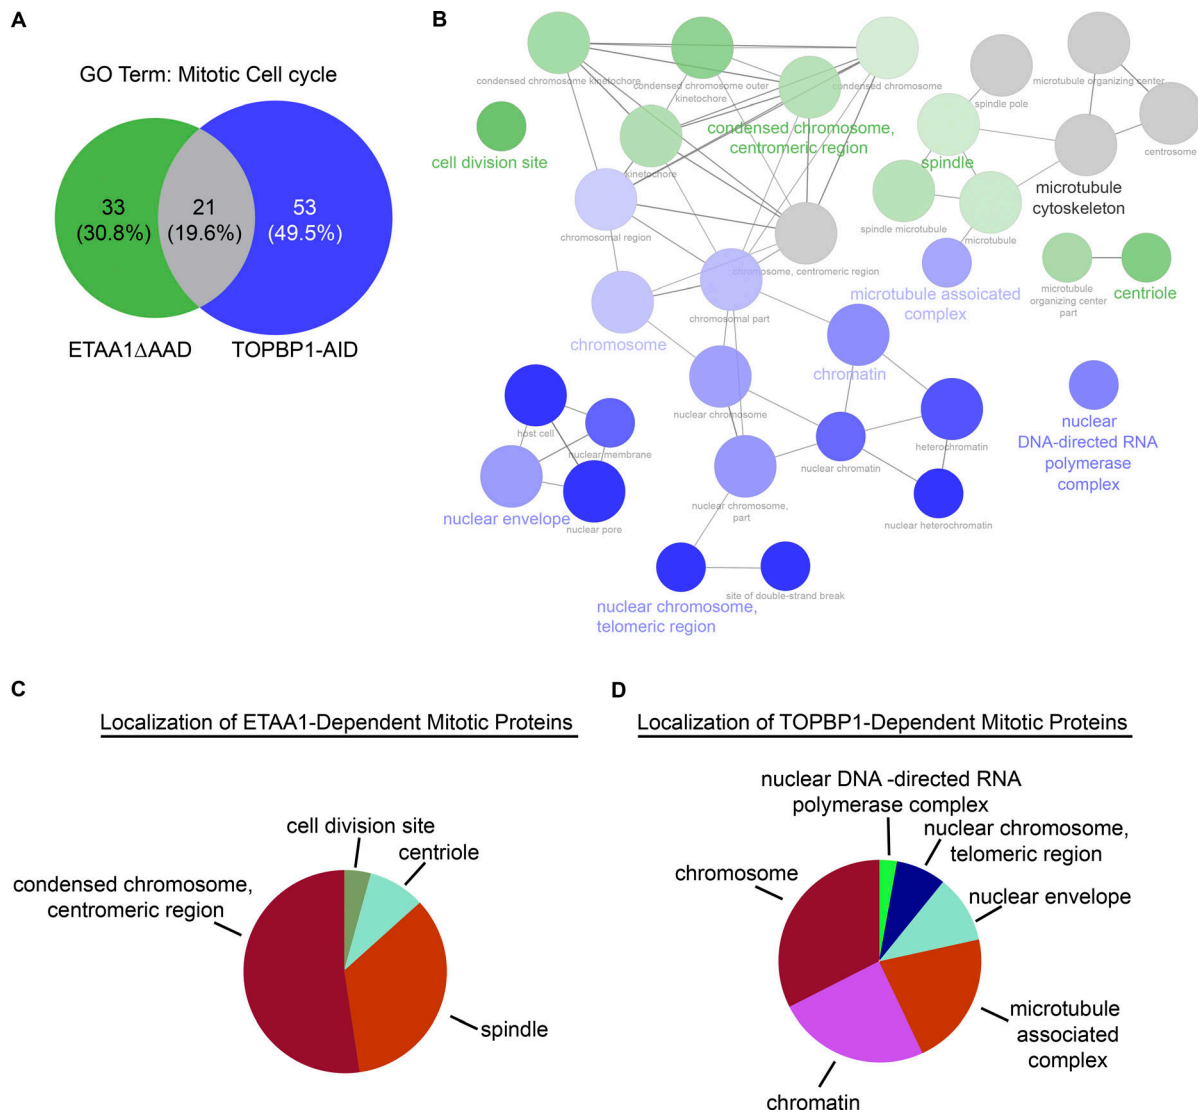 A
GO Term: Mitotic Cell cycle
33
(30.8%)
21
(19.6%)
53
(49.5%)
ETAA1ΔAAD
TOPBP1-AID
B
condensed chromosome kinetochore
condensed chromosome outer
kinetochore
condensed chromosome
condensed chromosome,
centromeric region
cell division site
kinetochore
spindle pole
microtubule organizing center
centrosome
spindle
microtubule
cytoskeleton
spindle microtubule
microtubule
chromosomal region
chromosome, centromeric region
microtubule assoicated
complex
microtubule
organizing center
part
centriole
chromosome
chromosomal part
chromatin
nuclear chromosome
nuclear
DNA-directed RNA
polymerase
complex
host cell
nuclear membrane
nuclear envelope
nuclear pore
nuclear chromatin
heterochromatin
nuclear chromosome,
part
nuclear heterochromatin
nuclear chromosome,
telomeric region
site of double-strand break
C
Localization of ETAA1-Dependent Mitotic Proteins
cell division site
centriole
condensed chromosome,
centromeric region
spindle
D
Localization of TOPBP1-Dependent Mitotic Proteins
nuclear DNA -directed RNA
polymerase complex
nuclear chromosome,
telomeric region
chromosome
nuclear envelope
microtubule
associated
complex
chromatin